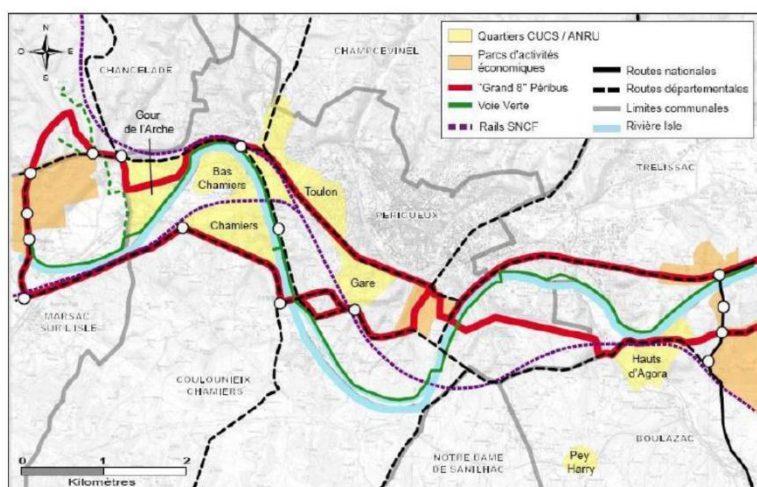 N
O
E
S
CHANCELADE
CHAMPCEVINEL
Gour
de l'Arche
Bas
Chamiers
Toulon
Chamiers
PERIGUEUX
TRELISSAC
Gare
MARSAC
SUR L'ISLE
COULOUNIEIX
CHAMIERS
NOTRE DAME
DE SANILHAC
Hauts
d'Agora
BOULAZAC
Pey
Harry
0 1 2
Kilomètres
Quartiers CUCS / ANRU
Parcs d'activités
économiques
"Grand 8" Péribus
Voie Verte
Rails SNCF
Routes nationales
Routes départementales
Limites communales
Rivière Isle